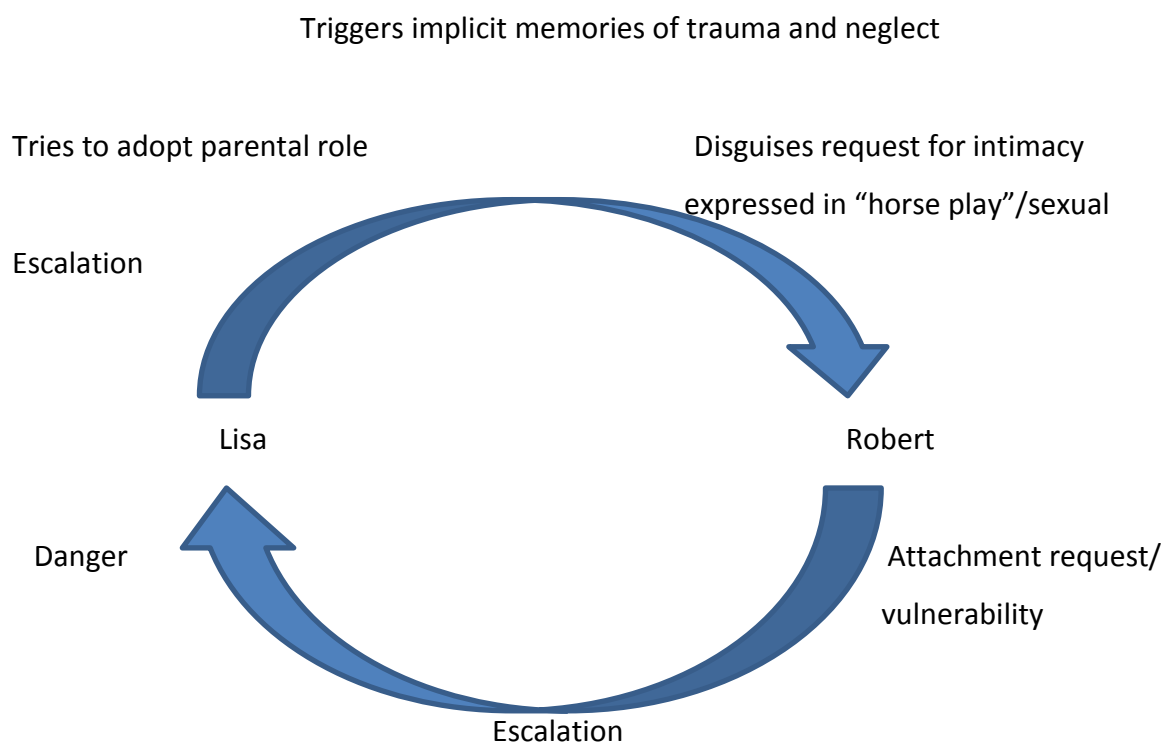 Triggers implicit memories of trauma and neglect
Tries to adopt parental role
Disguises request for intimacy
expressed in “horse play”/sexual
Escalation
Lisa
Robert
Danger
Attachment request/
vulnerability
Escalation